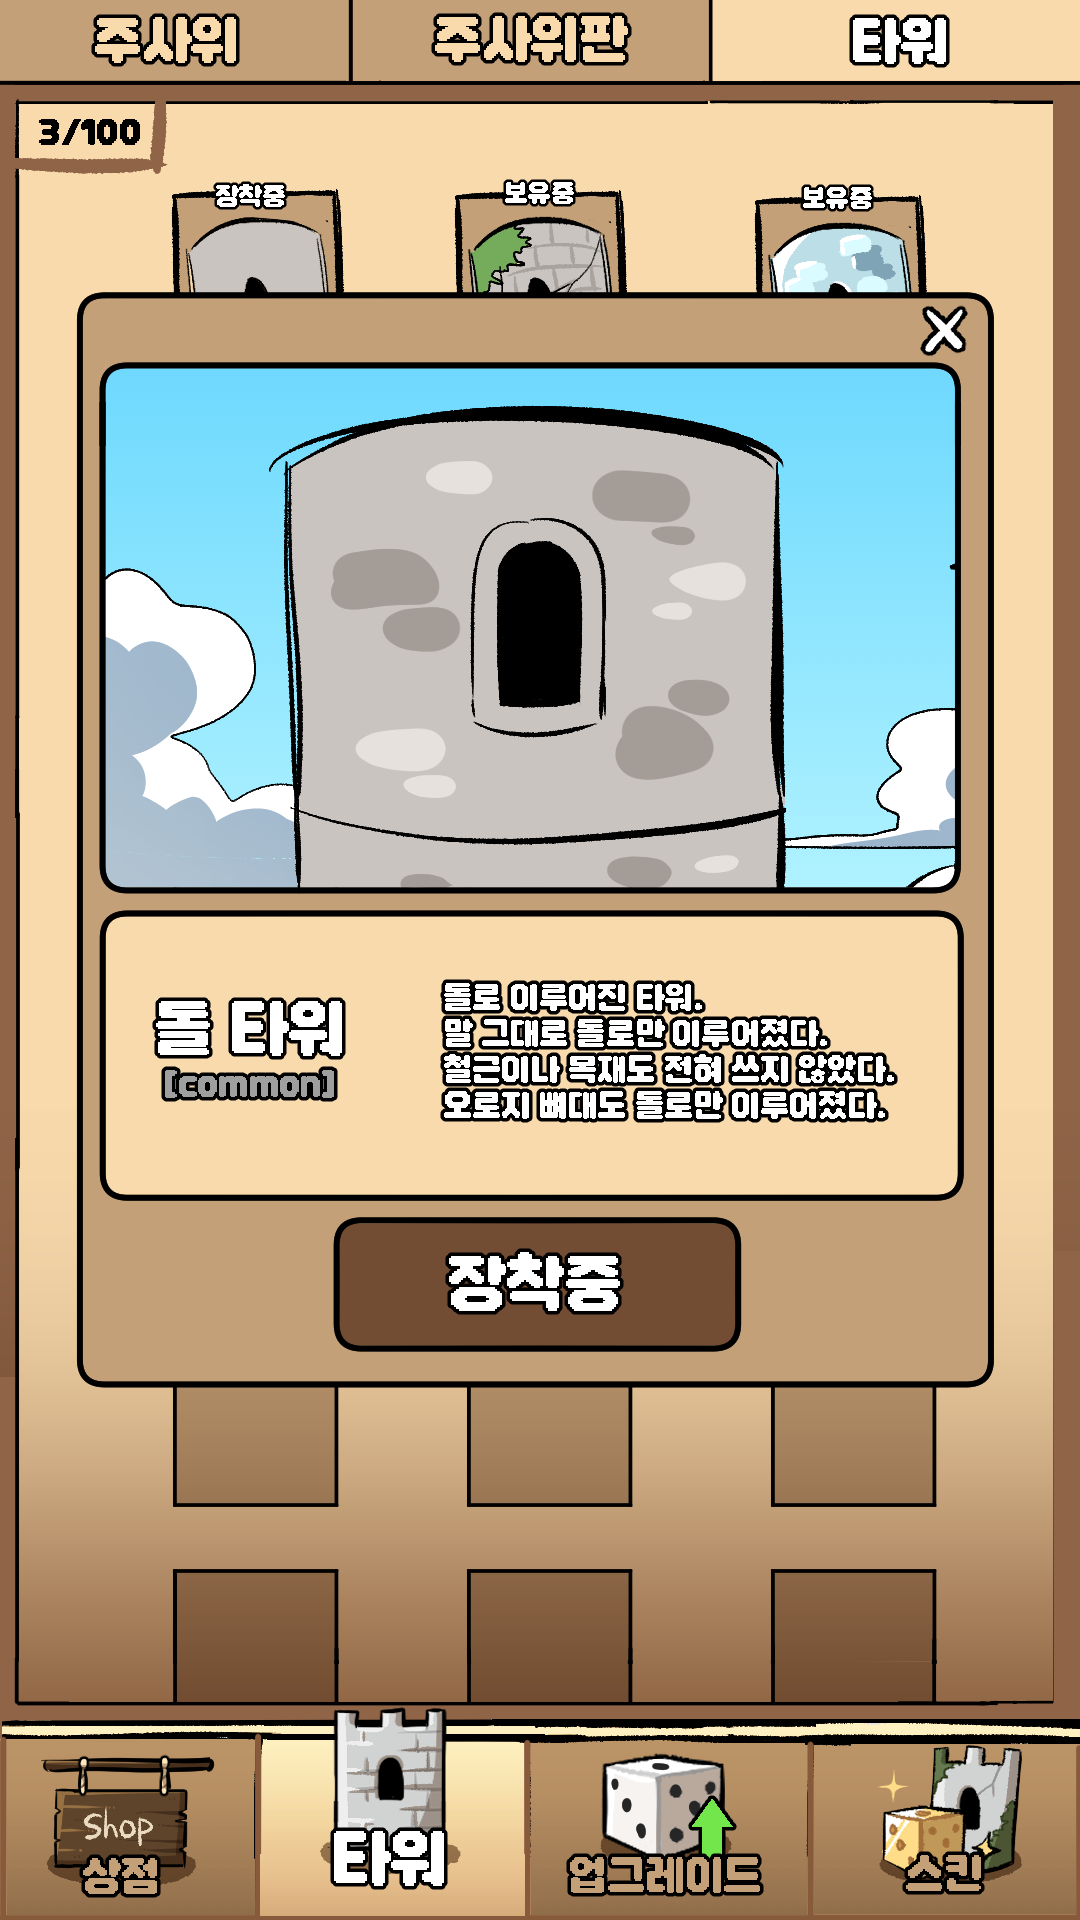 주사위
주사위판
타워
3/100
장착중
보유중
보유중
X
돌 타워
[common]
돌로 이루어진 타워.
말 그대로 돌로만 이루어졌다.
철근이나 목재도 전혀 쓰지 않았다.
오로지 뼈대도 돌로만 이루어졌다.
장착중
Shop
상점
타워
업그레이드
스킨